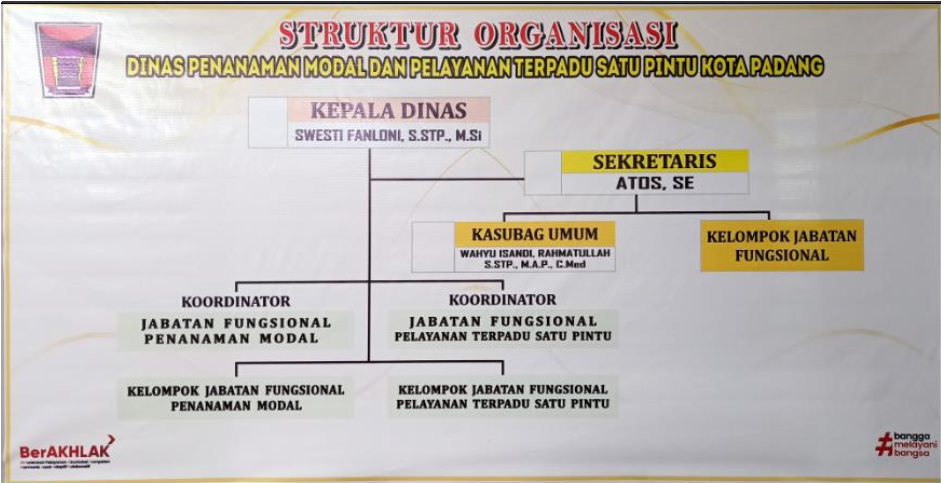 STRUKTUR ORGANISASI
DINAS PENANAMAN MODAL DAN PELAYANAN TERPADU SATU PINTU KOTA PADANG
KEPALA DINAS
SWESTI FANLONI, S.STP., M.Si
SEKRETARIS
ATOS, SE
KASUBAG UMUM
WAHYU ISANDI, RAHMATULLAH
S.STP., M.A.P., C.Med
KELOMPOK JABATAN
FUNGSIONAL
KOORDINATOR
JABATAN FUNGSIONAL
PENANAMAN MODAL
KOORDINATOR
JABATAN FUNGSIONAL
PELAYANAN TERPADU SATU PINTU
KELOMPOK JABATAN FUNGSIONAL
PENANAMAN MODAL
KELOMPOK JABATAN FUNGSIONAL
PELAYANAN TERPADU SATU PINTU
BerAKHLAK
#bangga
melayani
bangsa